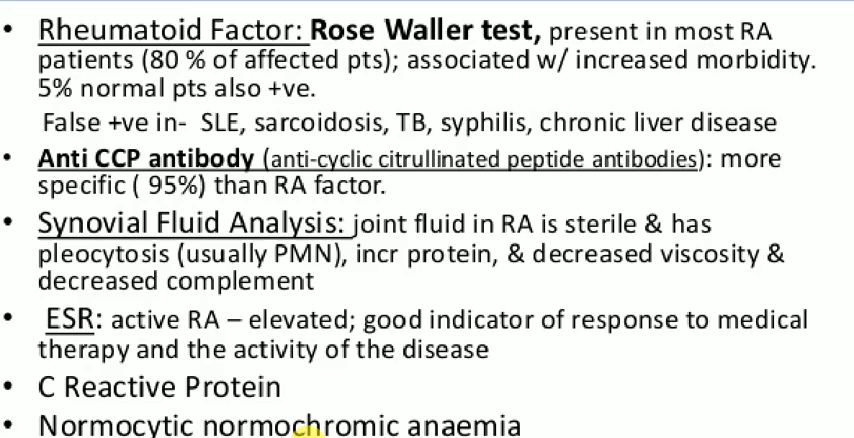 • Rheumatoid Factor: Rose Waller test, present in most RA
patients (80 % of affected pts); associated w/ increased morbidity.
5% normal pts also +ve.
False +ve in- SLE, sarcoidosis, TB, syphilis, chronic liver disease
• Anti CCP antibody (anti-cyclic citrullinated peptide antibodies): more
specific ( 95%) than RA factor.
• Synovial Fluid Analysis: joint fluid in RA is sterile & has
pleocytosis (usually PMN), incr protein, & decreased viscosity &
decreased complement
• ESR: active RA – elevated; good indicator of response to medical
therapy and the activity of the disease
• C Reactive Protein
• Normocytic normochromic anaemia